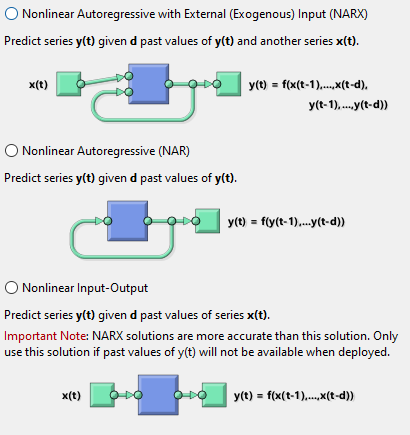 Nonlinear Autoregressive with External (Exogenous) Input (NARX)
Predict series y(t) given d past values of y(t) and another series x(t).
x(t)
y(t) = f(x(t-1),...,x(t-d),
y(t-1),...,y(t-d))
Nonlinear Autoregressive (NAR)
Predict series y(t) given d past values of y(t).
y(t) = f(y(t-1),...y(t-d))
Nonlinear Input-Output
Predict series y(t) given d past values of series x(t).
Important Note: NARX solutions are more accurate than this solution. Only
use this solution if past values of y(t) will not be available when deployed.
x(t)
y(t) = f(x(t-1),...,x(t-d))